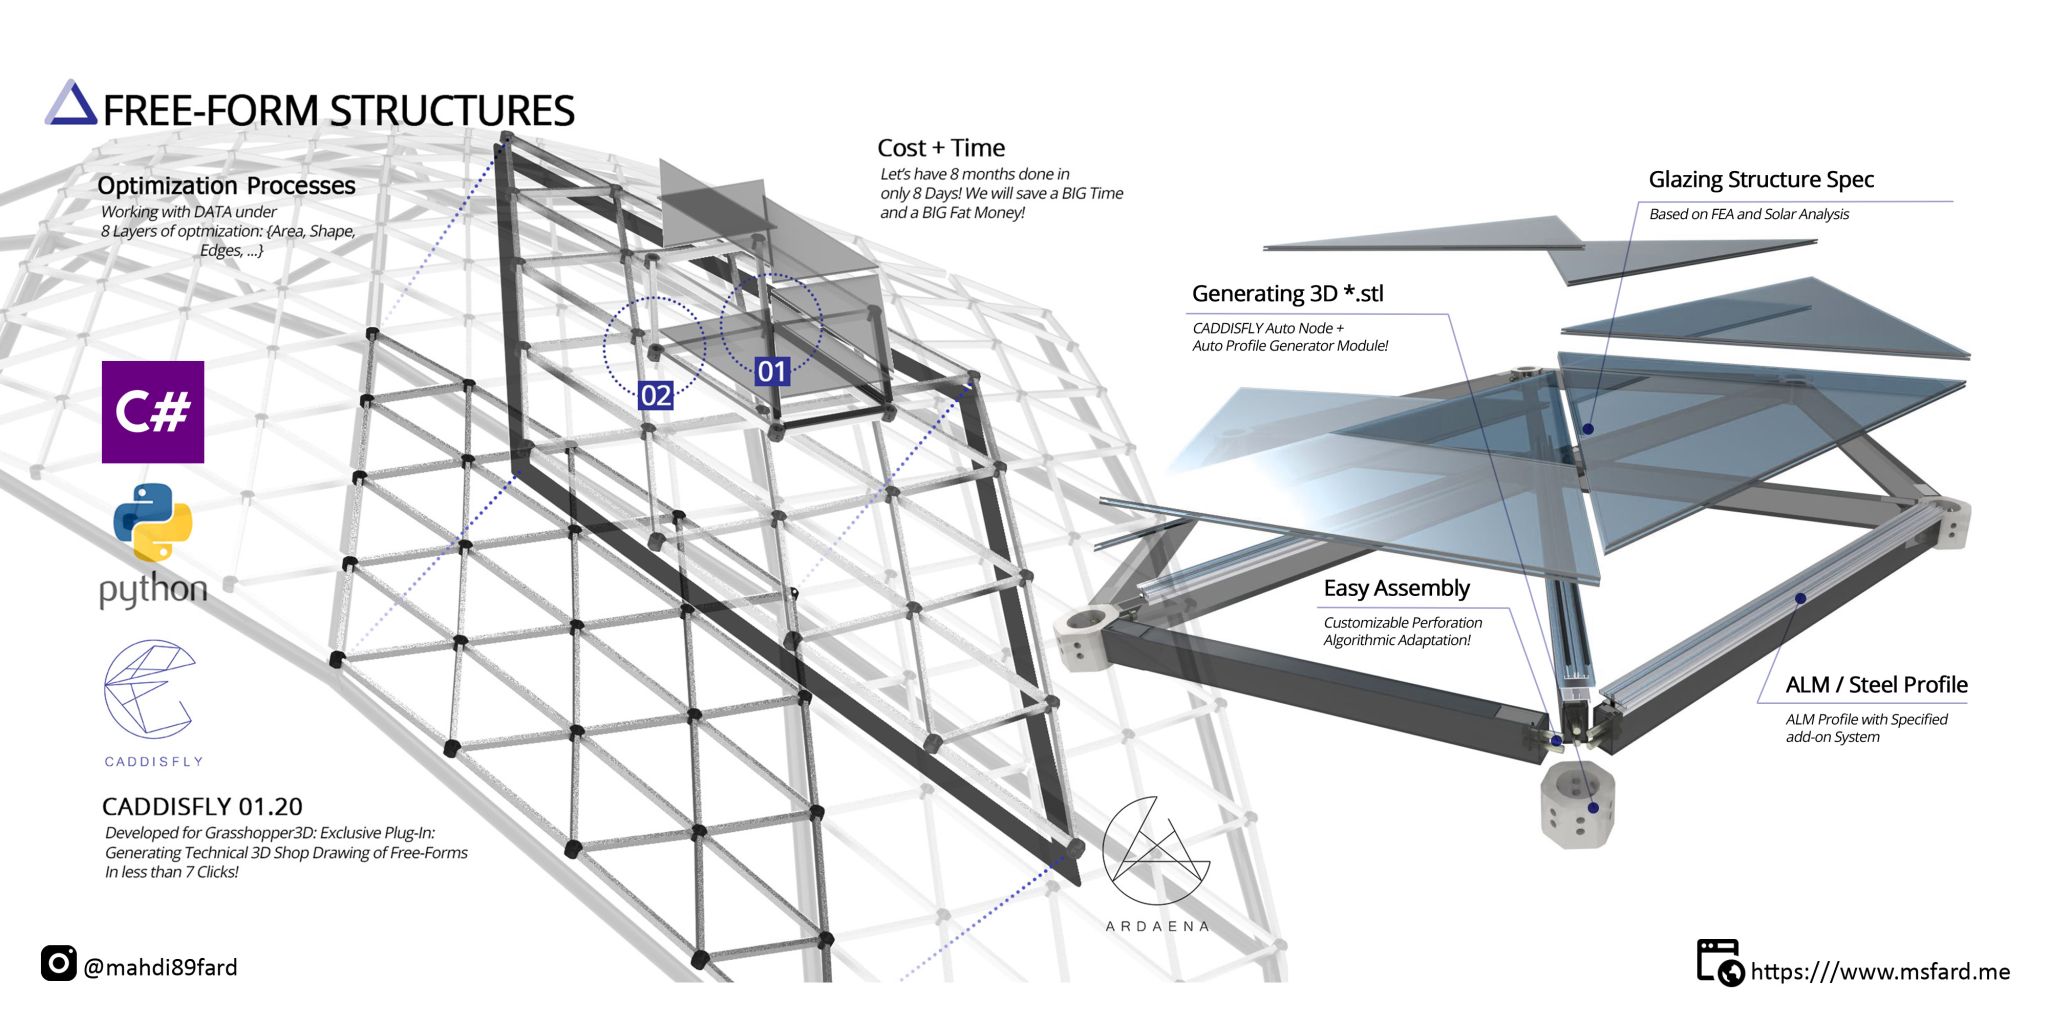 FREE-FORM STRUCTURES
Optimization Processes
Working with DATA under
8 Layers of optmization: {Area, Shape,
Edges, ...}
Cost + Time
Let's have 8 months done in
only 8 Days! We will save a BIG Time
and a BIG Fat Money!
01
02
C#
python
CADDISFLY
CADDISFLY 01.20
Developed for Grasshopper3D: Exclusive Plug-In:
Generating Technical 3D Shop Drawing of Free-Forms
In less than 7 Clicks!
@mahdi89fard
ARDAENA
Glazing Structure Spec
Based on FEA and Solar Analysis
Generating 3D *.stl
CADDISFLY Auto Node +
Auto Profile Generator Module!
Easy Assembly
Customizable Perforation
Algorithmic Adaptation!
ALM / Steel Profile
ALM Profile with Specified
add-on System
https:///www.msfard.me